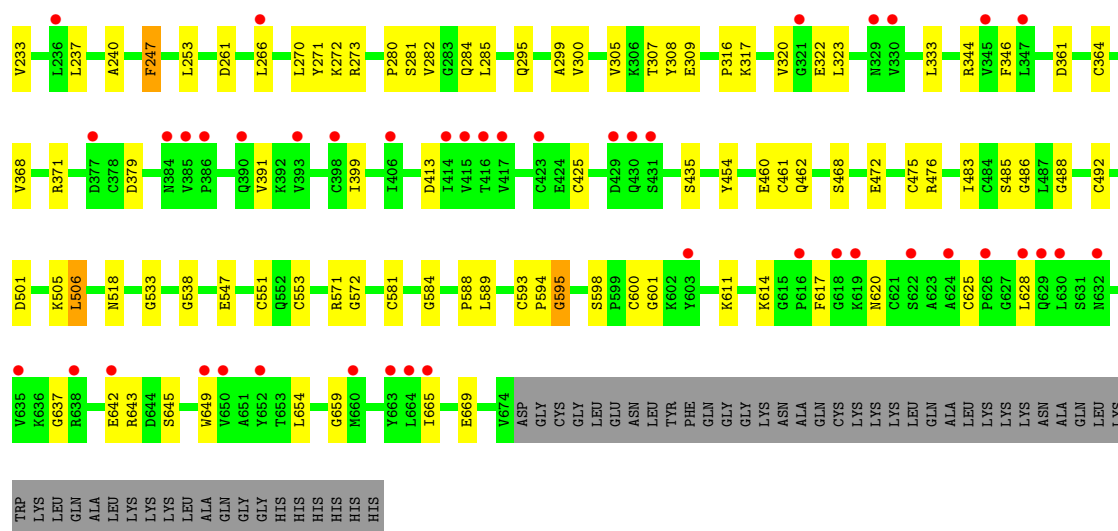 V233 L236 L237 A240 F247 L253 D261 L266 L270 Y271 K272 R273 P280 S281 V282 G283 Q284 L285 Q295 A299 V300 V305 K306 T307 Y308 E309 P316 K317 V320 G321 E322 L323 N329 V330 L333 R344 V345 F346 L347 D361 C364
V368 R371 D377 C378 D379 N384 V385 P386 Q390 V391 K392 V393 C398 I399 I406 D413 I414 V415 T416 V417 C423 E424 C425 D429 Q430 S431 S435 Y454 E460 C461 Q462 S468 E472 C475 R476 I483 C484 S485 G486 L487 G488 C492
D501 K505 L506 N518 G533 G538 E547 C551 Q552 C553 R571 G572 C581 G584 P588 L589 C593 P594 G595 S598 P599 C600 G601 K602 Y603 K611 K614 G615 P616 F617 G618 K619 N620 C621 S622 A623 A624 C625 P626 G627 L628 Q629 L630 S631 N632
V635 K636 G637 R638 E642 R643 D644 S645 W649 V650 A651 Y652 T653 L654 G659 M660 Y663 L664 I665 E669 V674 ASP GLY CYS GLY LEU GLU ASN LEU TYR PHE GLN GLY GLY LYS ASN ALA GLN CYS LYS LYS LYS LEU GLN ALA LEU LYS LYS LYS ASN ALA GLN LEU LYS
TRP LYS LEU GLN ALA LEU LYS LYS LYS LEU ALA GLN GLY GLY HIS HIS HIS HIS HIS HIS